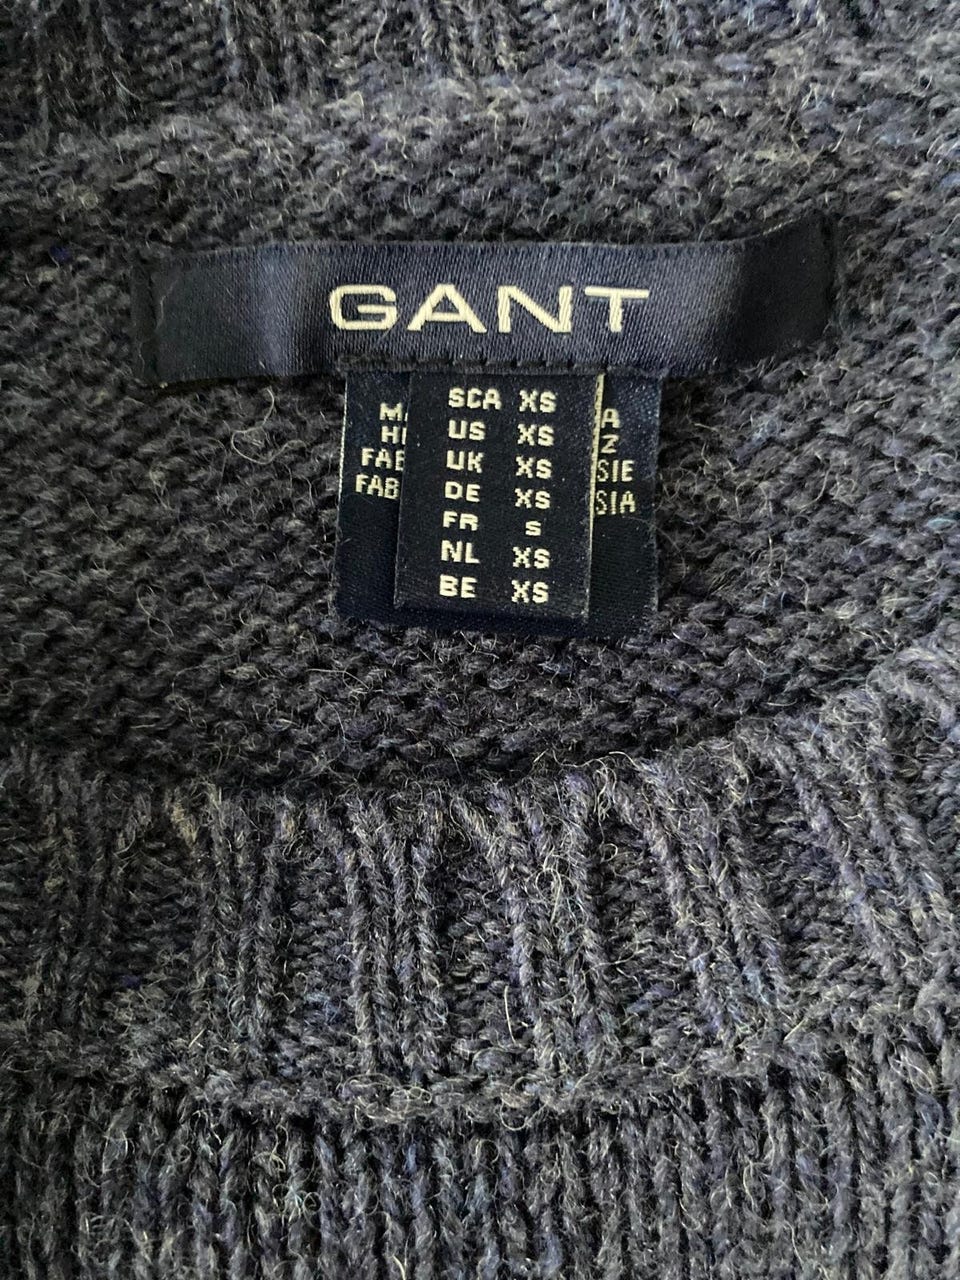 GANT
SCA XS
US XS
UK XS
DE XS
FR S
NL XS
BE XS